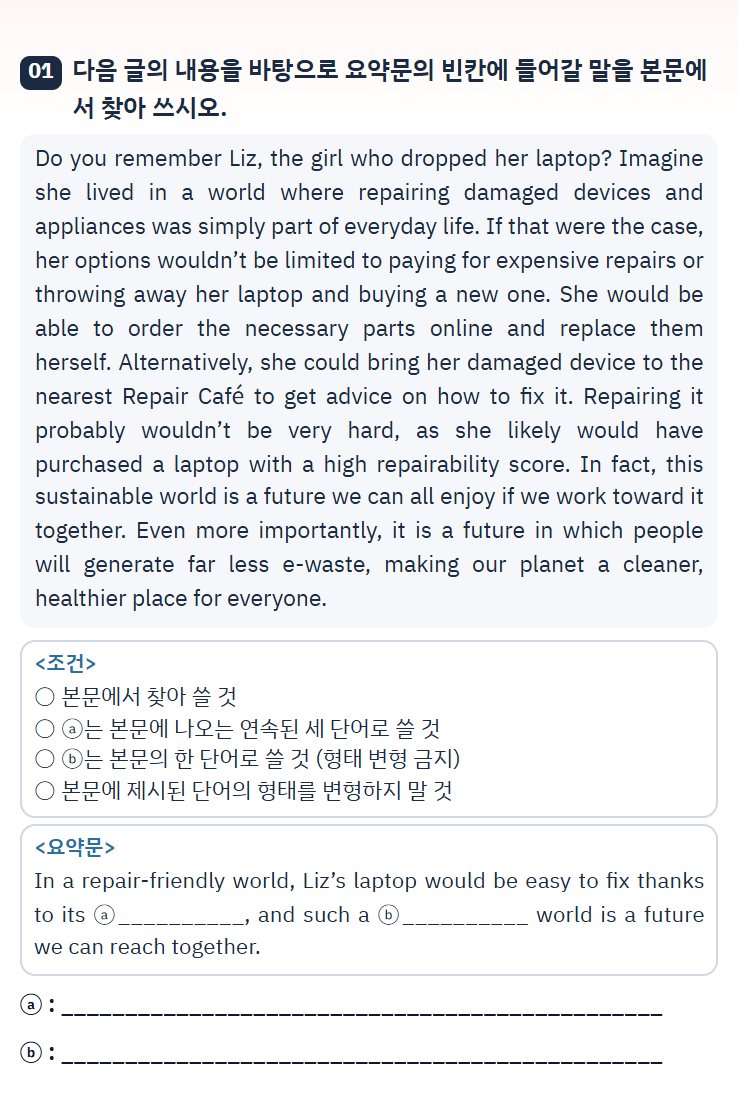 01 다음 글의 내용을 바탕으로 요약문의 빈칸에 들어갈 말을 본문에
서 찾아 쓰시오.
Do you remember Liz, the girl who dropped her laptop? Imagine
she lived in a world where repairing damaged devices and
appliances was simply part of everyday life. If that were the case,
her options wouldn’t be limited to paying for expensive repairs or
throwing away her laptop and buying a new one. She would be
able to order the necessary parts online and replace them
herself. Alternatively, she could bring her damaged device to the
nearest Repair Café to get advice on how to fix it. Repairing it
probably wouldn’t be very hard, as she likely would have
purchased a laptop with a high repairability score. In fact, this
sustainable world is a future we can all enjoy if we work toward it
together. Even more importantly, it is a future in which people
will generate far less e-waste, making our planet a cleaner,
healthier place for everyone.
<조건>
○ 본문에서 찾아 쓸 것
○ ⓐ는 본문에 나오는 연속된 세 단어로 쓸 것
○ ⓑ는 본문의 한 단어로 쓸 것 (형태 변형 금지)
○ 본문에 제시된 단어의 형태를 변형하지 말 것
<요약문>
In a repair-friendly world, Liz’s laptop would be easy to fix thanks
to its ⓐ__________, and such a ⓑ__________ world is a future
we can reach together.
ⓐ : ________________________________________________
ⓑ : ________________________________________________